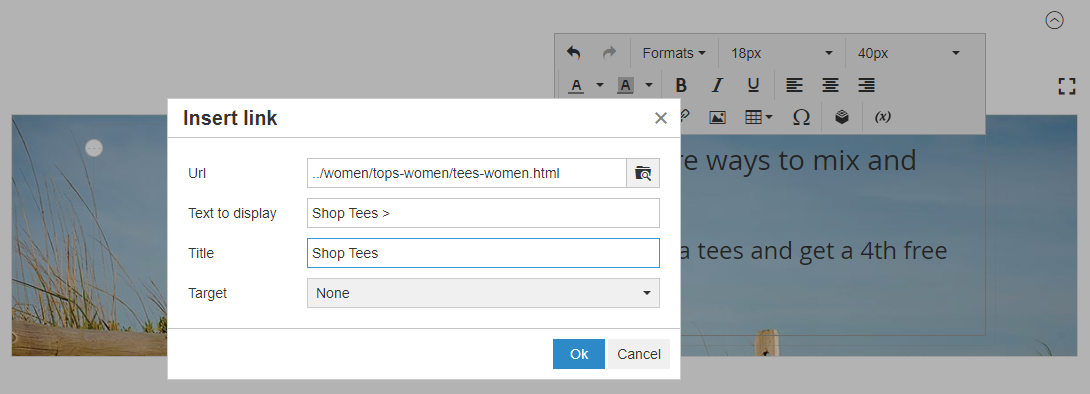 Formats 18px 40px
A A B I U
Ω (x)
Insert link ×
Url ../women/tops-women/tees-women.html
Text to display Shop Tees >
Title Shop Tees
Target None
Ok Cancel
ways to mix and
tees and get a 4th free